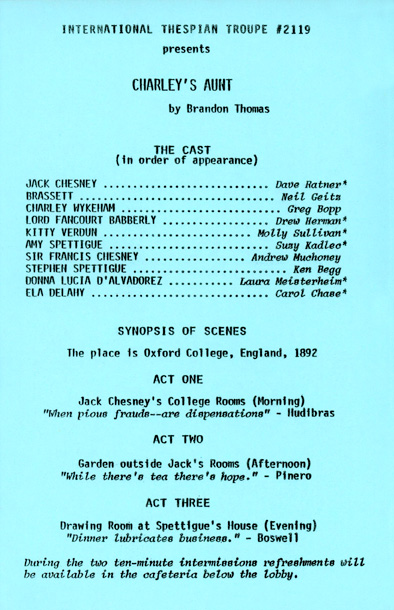 INTERNATIONAL THESPIAN TROUPE #2119
presents
CHARLEY'S AUNT
by Brandon Thomas
THE CAST
(in order of appearance)
JACK CHESNEY ............................ Dave Ratner*
BRASSETT ................................. Neil Geitz
CHARLEY WYKEHAM ........................... Greg Bopp
LORD FANCOURT BABBERLY .................. Drew Herman*
KITTY VERDUN ......................... Molly Sullivan*
AMY SPETTIGUE ........................... Suzy Kadlec*
SIR FRANCIS CHESNEY .................. Andrew Muchoney
STEPHEN SPETTIGUE .......................... Ken Begg
DONNA LUCIA D'ALVADOREZ ........... Laura Meisterheim*
ELA DELAHY .............................. Carol Chase*
SYNOPSIS OF SCENES
The place is Oxford College, England, 1892
ACT ONE
Jack Chesney's College Rooms (Morning)
"When pious frauds--are dispensations" - Hudibras
ACT TWO
Garden outside Jack's Rooms (Afternoon)
"While there's tea there's hope." - Pinero
ACT THREE
Drawing Room at Spettigue's House (Evening)
"Dinner lubricates business." - Boswell
During the two ten-minute intermissions refreshments will
be available in the cafeteria below the lobby.